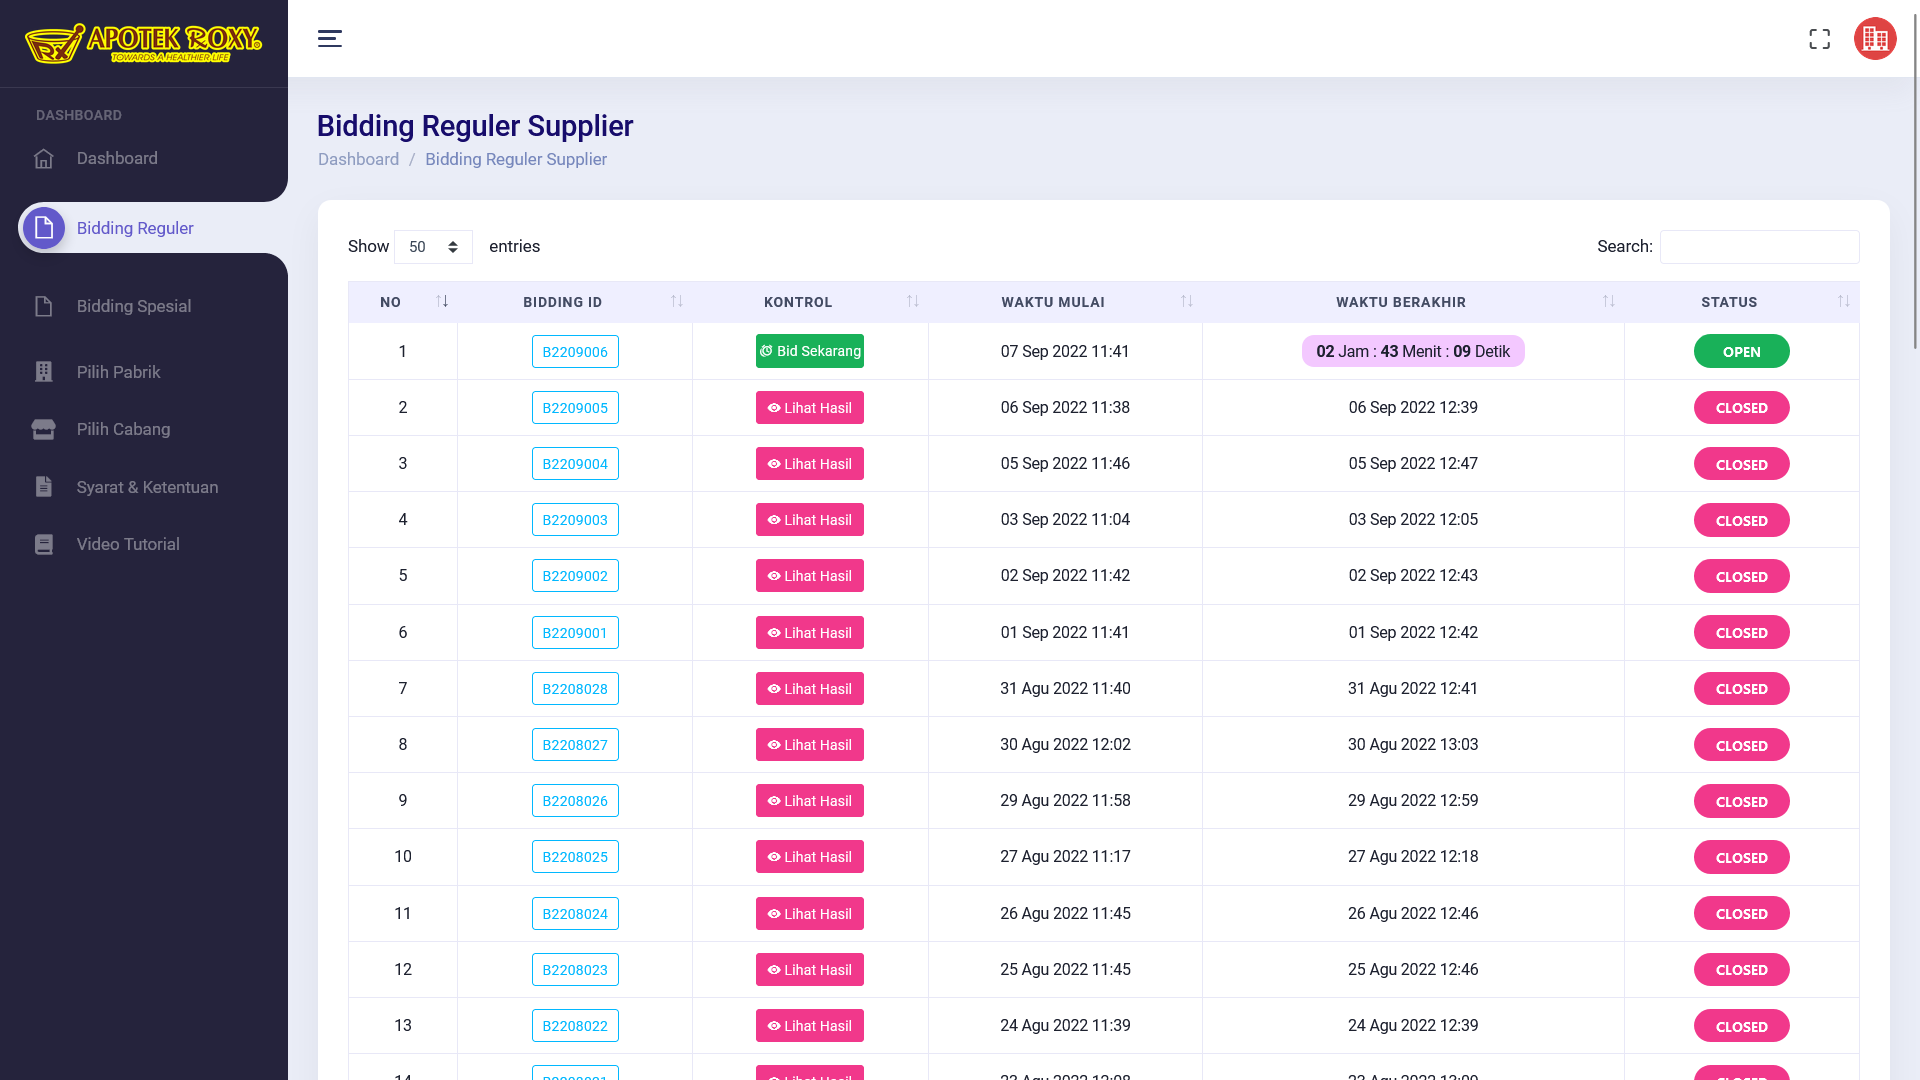 APOTEK ROXY
TOWARDS A HEALTHIER LIFE
DASHBOARD
Dashboard
Bidding Reguler
Bidding Spesial
Pilih Pabrik
Pilih Cabang
Syarat & Ketentuan
Video Tutorial
Bidding Reguler Supplier
Dashboard / Bidding Reguler Supplier
Show 50 entries Search:
NO BIDDING ID KONTROL WAKTU MULAI WAKTU BERAKHIR STATUS
1 B2209006 Bid Sekarang 07 Sep 2022 11:41 02 Jam : 43 Menit : 09 Detik OPEN
2 B2209005 Lihat Hasil 06 Sep 2022 11:38 06 Sep 2022 12:39 CLOSED
3 B2209004 Lihat Hasil 05 Sep 2022 11:46 05 Sep 2022 12:47 CLOSED
4 B2209003 Lihat Hasil 03 Sep 2022 11:04 03 Sep 2022 12:05 CLOSED
5 B2209002 Lihat Hasil 02 Sep 2022 11:42 02 Sep 2022 12:43 CLOSED
6 B2209001 Lihat Hasil 01 Sep 2022 11:41 01 Sep 2022 12:42 CLOSED
7 B2208028 Lihat Hasil 31 Agu 2022 11:40 31 Agu 2022 12:41 CLOSED
8 B2208027 Lihat Hasil 30 Agu 2022 12:02 30 Agu 2022 13:03 CLOSED
9 B2208026 Lihat Hasil 29 Agu 2022 11:58 29 Agu 2022 12:59 CLOSED
10 B2208025 Lihat Hasil 27 Agu 2022 11:17 27 Agu 2022 12:18 CLOSED
11 B2208024 Lihat Hasil 26 Agu 2022 11:45 26 Agu 2022 12:46 CLOSED
12 B2208023 Lihat Hasil 25 Agu 2022 11:45 25 Agu 2022 12:46 CLOSED
13 B2208022 Lihat Hasil 24 Agu 2022 11:39 24 Agu 2022 12:39 CLOSED